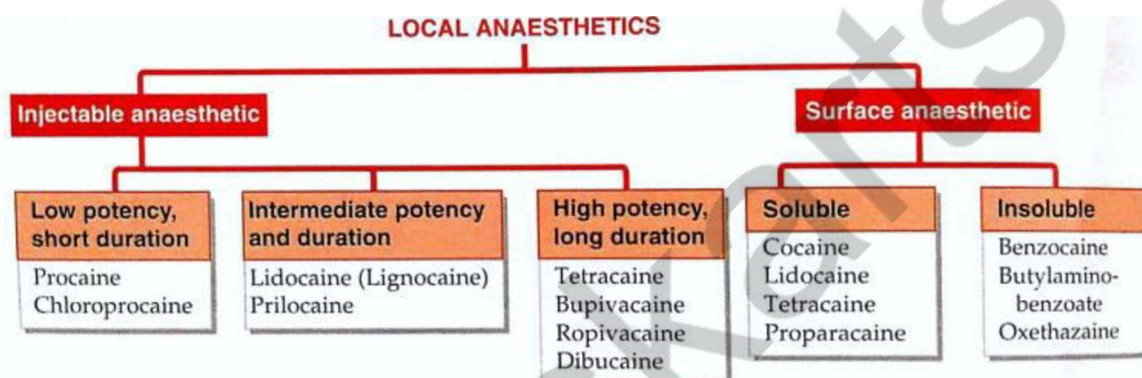 LOCAL ANAESTHETICS
Injectable anaesthetic
Surface anaesthetic
Low potency,
short duration
Procaine
Chloroprocaine
Intermediate potency
and duration
Lidocaine (Lignocaine)
Prilocaine
High potency,
long duration
Tetracaine
Bupivacaine
Ropivacaine
Dibucaine
Soluble
Cocaine
Lidocaine
Tetracaine
Proparacaine
Insoluble
Benzocaine
Butylamino-
benzoate
Oxethazaine